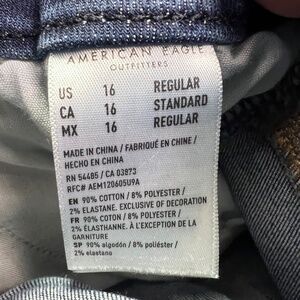 AMERICAN EAGLE
OUTFITTERS
US 16 REGULAR
CA 16 STANDARD
MX 16 REGULAR
MADE IN CHINA / FABRIQUÉ EN CHINE /
HECHO EN CHINA
RN 54485 / CA 03873
RFC# AEM120605U9A
EN 90% COTTON / 8% POLYESTER /
2% ELASTANE. EXCLUSIVE OF DECORATION
FR 90% COTON / 8% POLYESTER /
2% ÉLASTHANNE. À L'EXCEPTION DE LA
GARNITURE
SP 90% algodón / 8% poliéster /
2% elastano